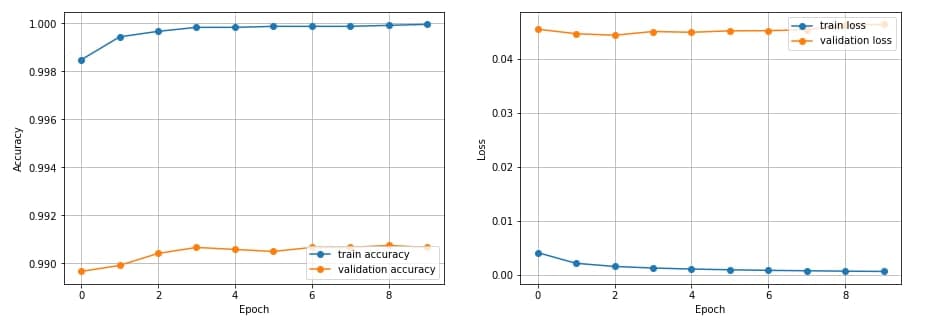 1.000
0.998
0.996
0.994
0.992
0.990
Accuracy
0 2 4 6 8
Epoch
train accuracy
validation accuracy
0.04
0.03
0.02
0.01
0.00
Loss
0 2 4 6 8
Epoch
train loss
validation loss